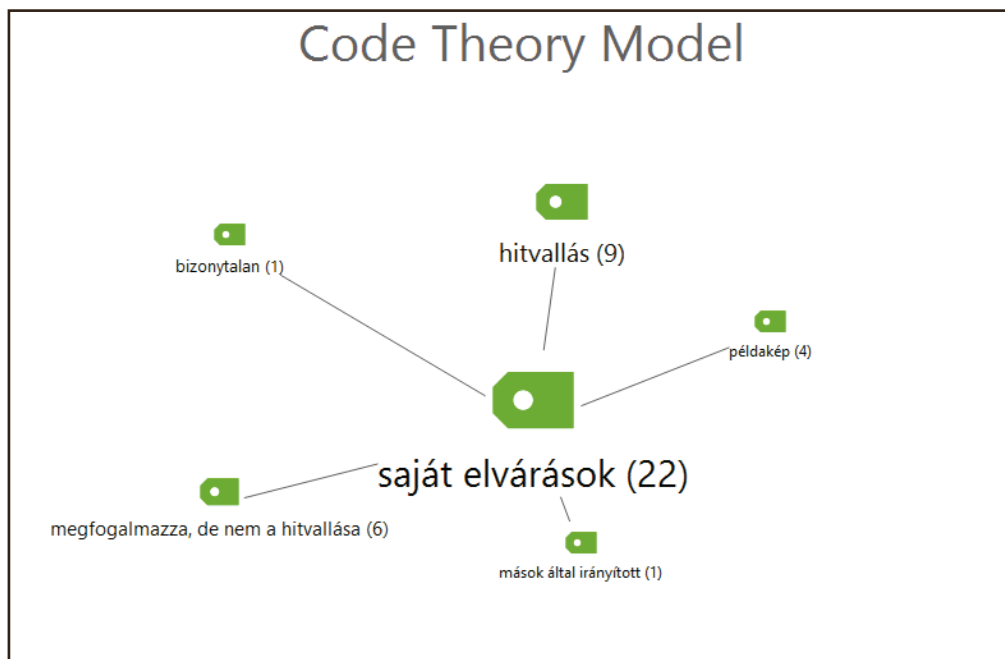 Code Theory Model
hitvallás (9)
bizonytalan (1)
példakép (4)
saját elvárások (22)
megfogalmazza, de nem a hitvallása (6)
mások által irányított (1)